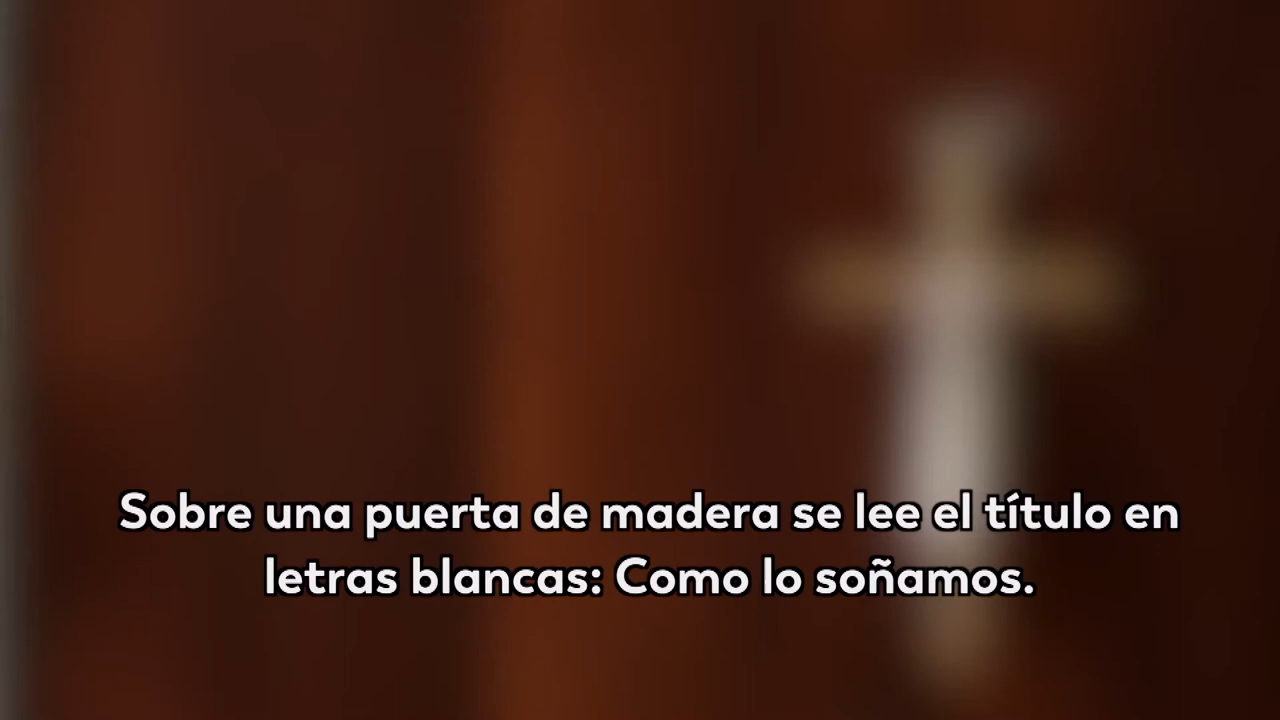 Sobre una puerta de madera se lee el título en
letras blancas: Como lo soñamos.